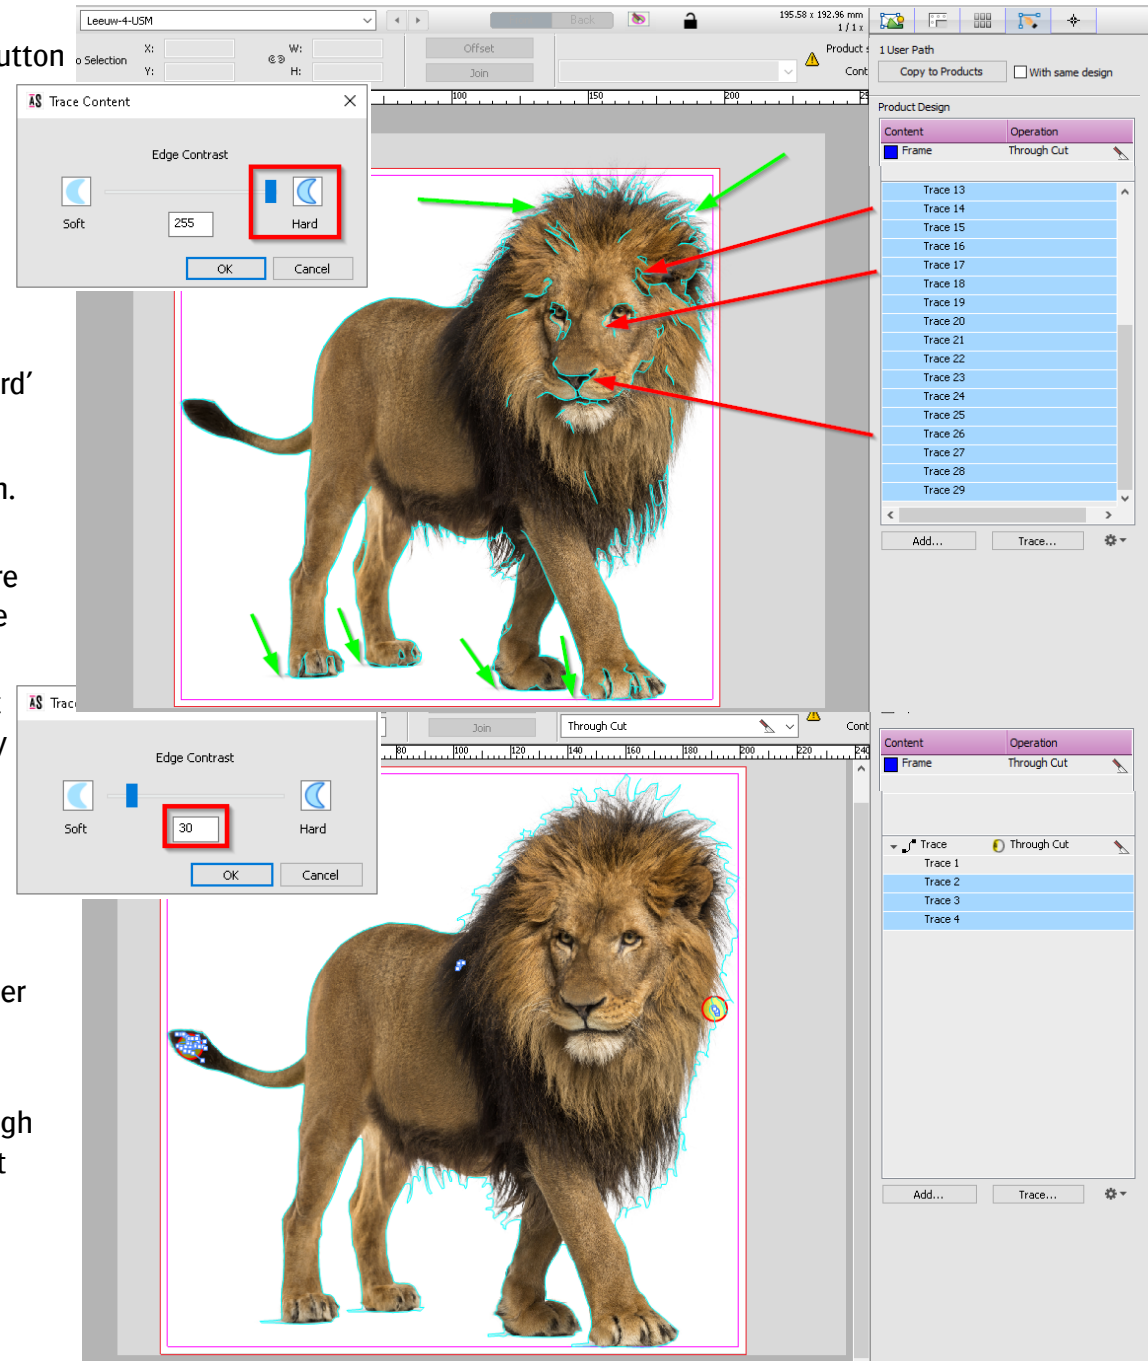 Leeuw-4-USM
Back
195.58 x 192.96 mm
1 / 1 x
utton
o Selection
X:
W:
Y:
H:
Offset
Join
Product s
Cont
1 User Path
Copy to Products
With same design
Trace Content
Edge Contrast
Soft
255
Hard
OK
Cancel
100
150
200
25
Product Design
Content
Operation
Frame
Through Cut
Trace 13
Trace 14
Trace 15
Trace 16
Trace 17
Trace 18
Trace 19
Trace 20
Trace 21
Trace 22
Trace 23
Trace 24
Trace 25
Trace 26
Trace 27
Trace 28
Trace 29
Add...
Trace...
rd’
n.
re
e
y
Trac
Edge Contrast
Soft
30
Hard
OK
Cancel
Join
Through Cut
Cont
80
100
120
140
160
180
200
220
240
Content
Operation
Frame
Through Cut
Trace
Through Cut
Trace 1
Trace 2
Trace 3
Trace 4
Add...
Trace...
er
gh
t